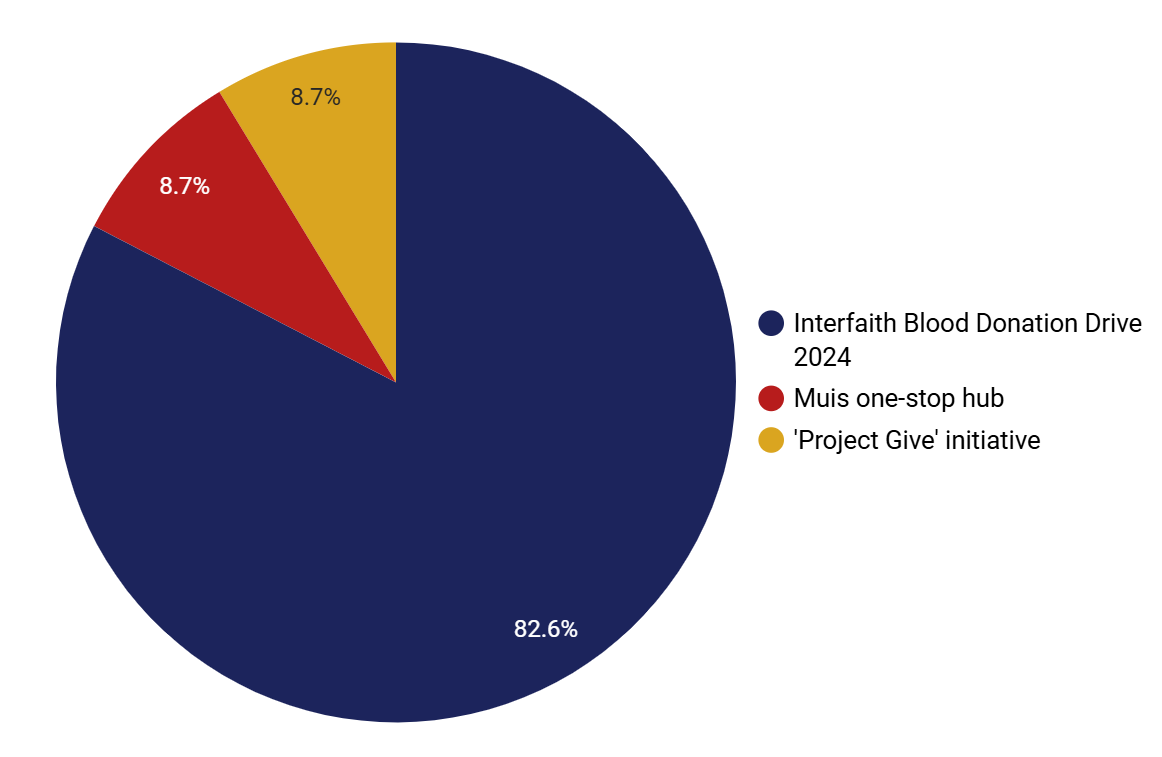 8.7%
8.7%
82.6%
Interfaith Blood Donation Drive
2024
Muis one-stop hub
'Project Give' initiative